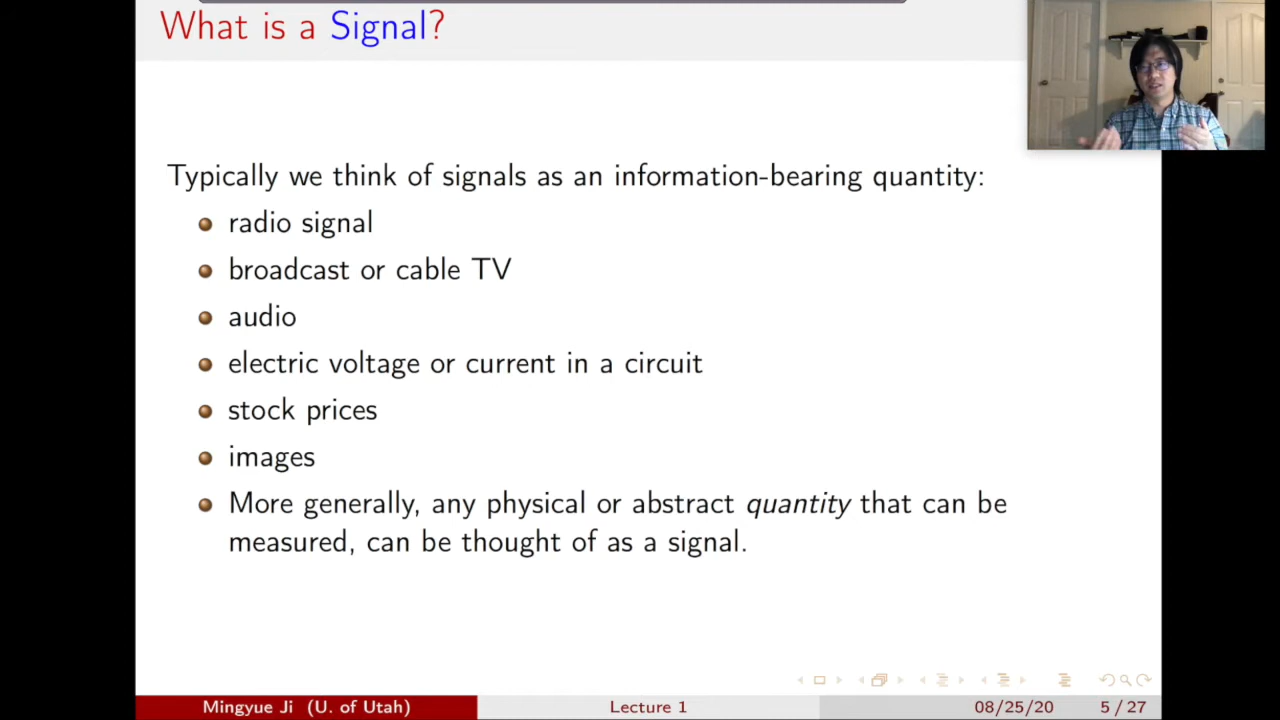 What is a Signal?
Typically we think of signals as an information-bearing quantity:
radio signal
broadcast or cable TV
audio
electric voltage or current in a circuit
stock prices
images
More generally, any physical or abstract quantity that can be
measured, can be thought of as a signal.
Mingyue Ji (U. of Utah) Lecture 1 08/25/20 5 / 27